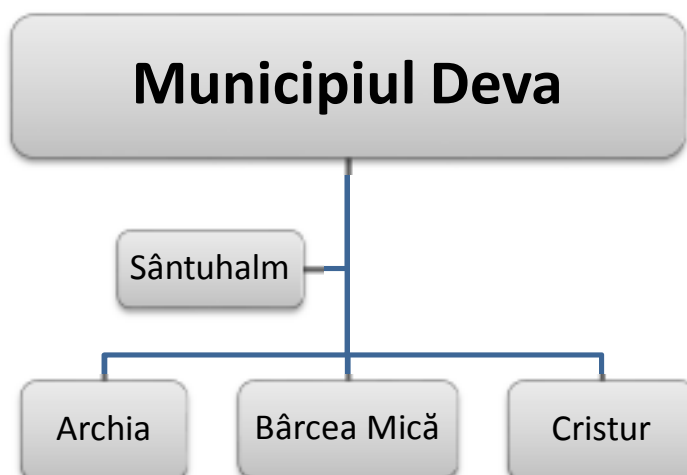 Municipiul Deva
Sântuhalm
Archia
Bârcea Mică
Cristur